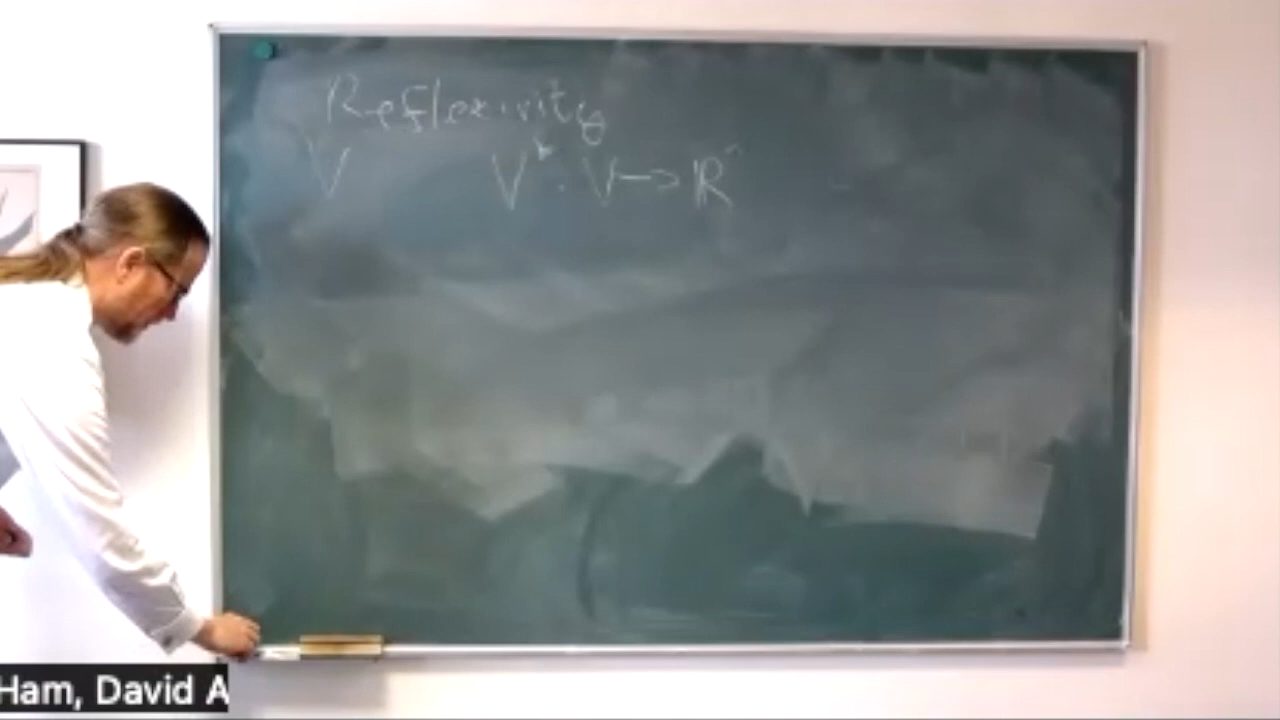 Reflexivity
V V* : V → ℝ
Ham, David A